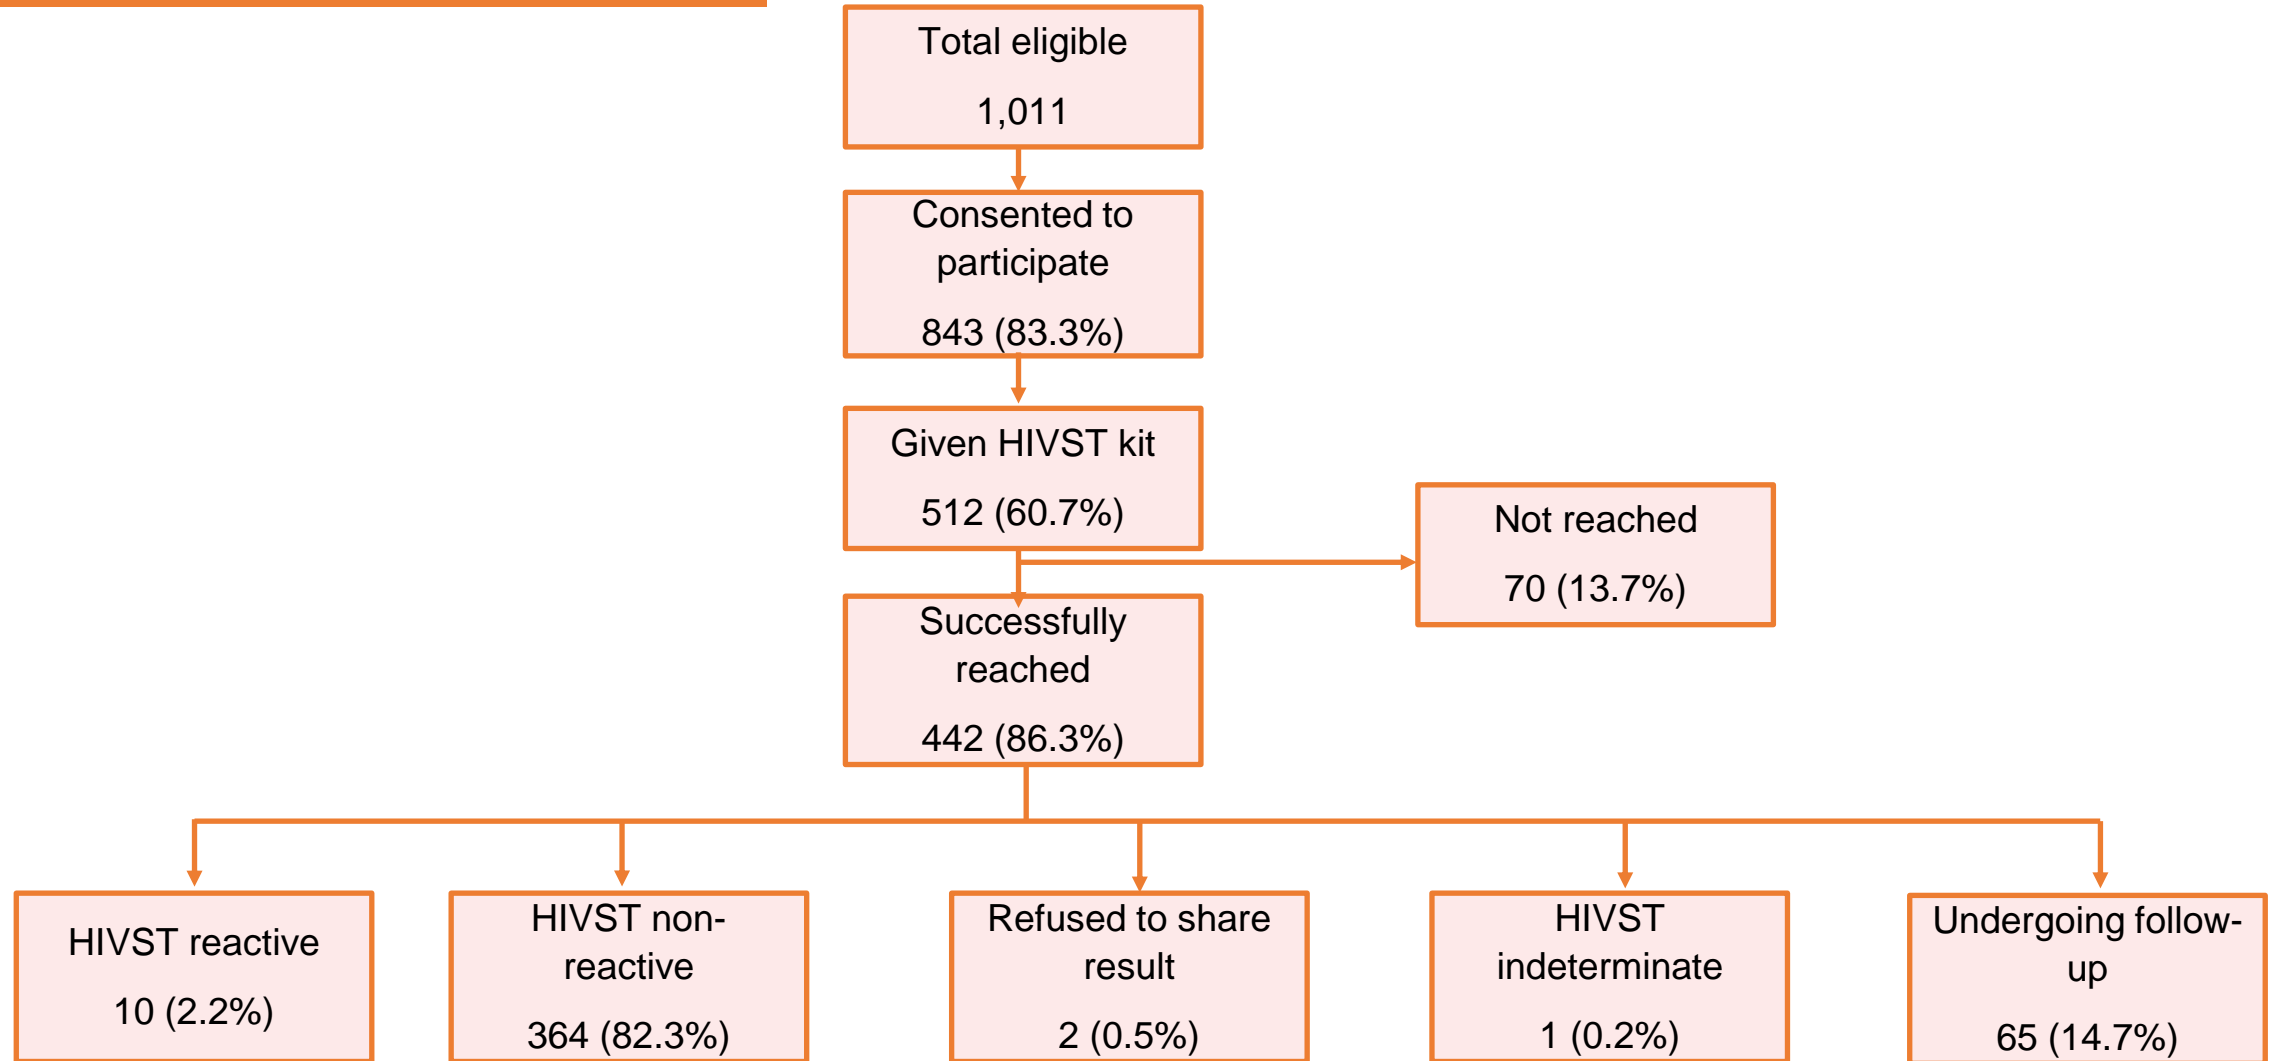 Total eligible
1,011
Consented to
participate
843 (83.3%)
Given HIVST kit
512 (60.7%)
Not reached
70 (13.7%)
Successfully
reached
442 (86.3%)
HIVST reactive
10 (2.2%)
HIVST non-
reactive
364 (82.3%)
Refused to share
result
2 (0.5%)
HIVST
indeterminate
1 (0.2%)
Undergoing follow-
up
65 (14.7%)